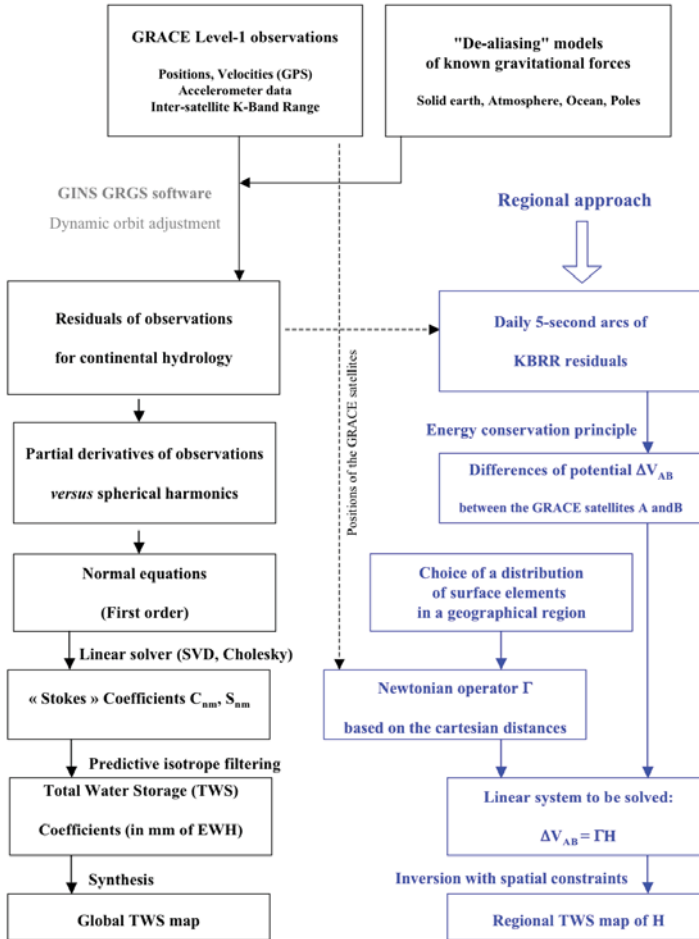 GRACE Level-1 observations
Positions, Velocities (GPS)
Accelerometer data
Inter-satellite K-Band Range
"De-aliasing" models
of known gravitational forces
Solid earth, Atmosphere, Ocean, Poles
GINS GRGS software
Dynamic orbit adjustment
Regional approach
Residuals of observations
for continental hydrology
Daily 5-second arcs of
KBRR residuals
Positions of the GRACE satellites
Energy conservation principle
Partial derivatives of observations
versus spherical harmonics
Differences of potential ΔV_AB
between the GRACE satellites A andB
Normal equations
(First order)
Choice of a distribution
of surface elements
in a geographical region
Linear solver (SVD, Cholesky)
« Stokes » Coefficients C_nm, S_nm
Newtonian operator Γ
based on the cartesian distances
Predictive isotrope filtering
Total Water Storage (TWS)
Coefficients (in mm of EWH)
Linear system to be solved:
ΔV_AB = ΓH
Synthesis
Inversion with spatial constraints
Global TWS map
Regional TWS map of H